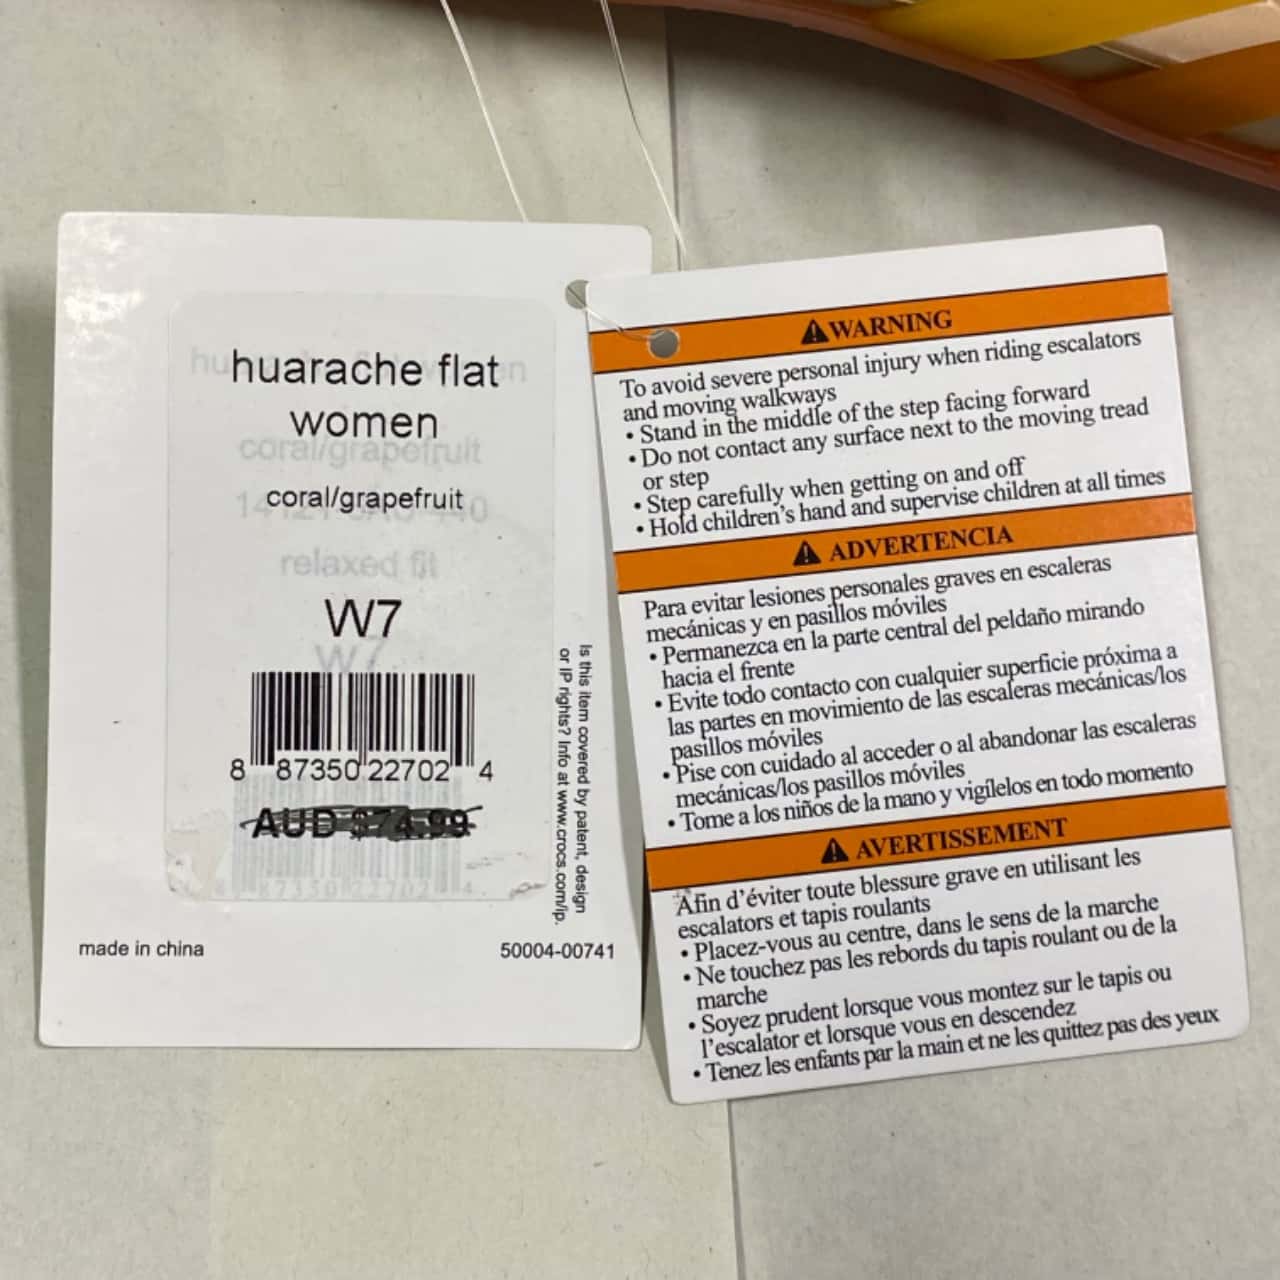 huarache flat
women
coral/grapefruit
coral/grapefruit
relaxed fit
W7
W7
8 87350 22702 4
AUD $74.99
87350 22702 4
made in china
50004-00741
Is this item covered by patent, design
or IP rights? Info at www.crocs.com/ip.
WARNING
To avoid severe personal injury when riding escalators
and moving walkways
• Stand in the middle of the step facing forward
• Do not contact any surface next to the moving tread
or step
• Step carefully when getting on and off
• Hold children's hand and supervise children at all times
ADVERTENCIA
Para evitar lesiones personales graves en escaleras
mecánicas y en pasillos móviles
• Permanezca en la parte central del peldaño mirando
hacia el frente
• Evite todo contacto con cualquier superficie próxima a
las partes en movimiento de las escaleras mecánicas/los
pasillos móviles
• Pise con cuidado al acceder o al abandonar las escaleras
mecánicas/los pasillos móviles
• Tome a los niños de la mano y vigílelos en todo momento
AVERTISSEMENT
Afin d'éviter toute blessure grave en utilisant les
escalators et tapis roulants
• Placez-vous au centre, dans le sens de la marche
• Ne touchez pas les rebords du tapis roulant ou de la
marche
• Soyez prudent lorsque vous montez sur le tapis ou
l'escalator et lorsque vous en descendez
• Tenez les enfants par la main et ne les quittez pas des yeux